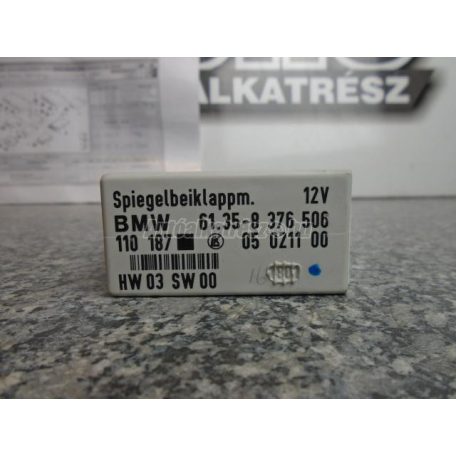 ALKATRÉSZ
Spiegelbeiklappm. 12V
BMW 61.35-8 376 506
110 187 05 0211 00
HW 03 SW 00